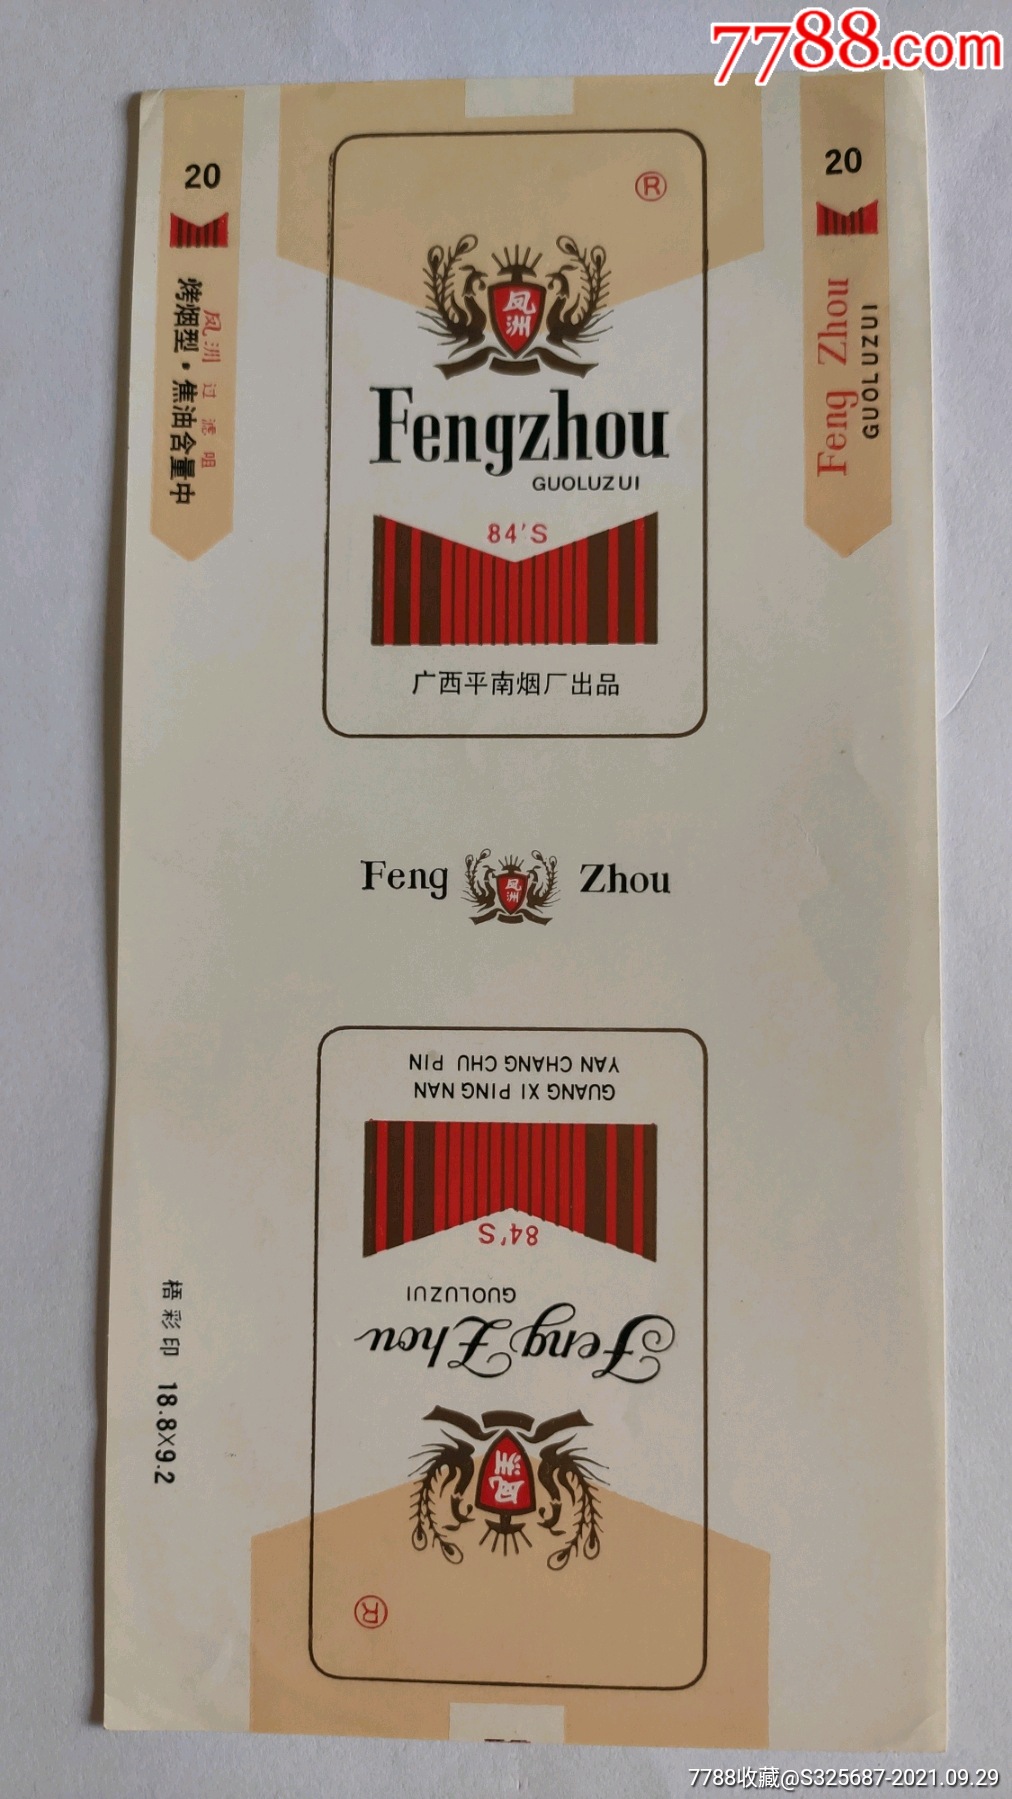 7788.com
20
凤洲过滤咀
烤烟型·焦油含量中
®
凤洲
Fengzhou
GUOLUZUI
84'S
广西平南烟厂出品
20
Feng Zhou
GUOLUZUI
Feng
凤洲
Zhou
GUANG XI PING NAN
YAN CHANG CHU PIN
84'S
GUOLUZUI
Feng Zhou
凤洲
®
梧彩印 18.8×9.2
7788收藏@S325687-2021.09.29